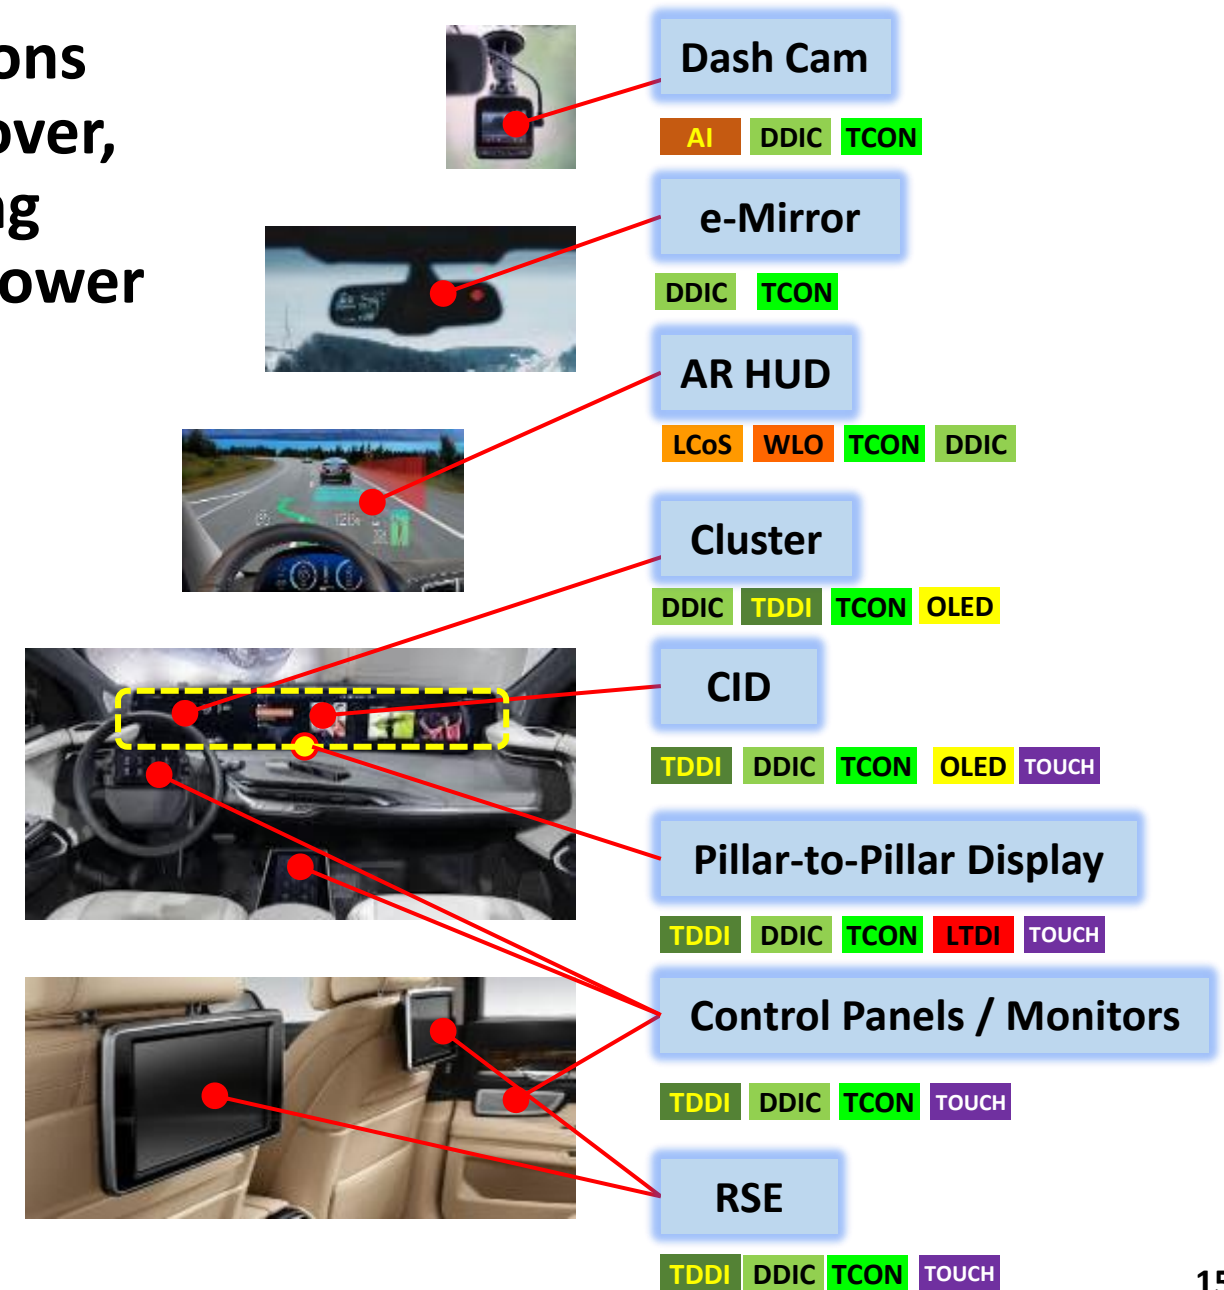 ons
over,
ng
ower
Dash Cam
AI DDIC TCON
e-Mirror
DDIC TCON
AR HUD
LCoS WLO TCON DDIC
Cluster
DDIC TDDI TCON OLED
CID
TDDI DDIC TCON OLED TOUCH
Pillar-to-Pillar Display
TDDI DDIC TCON LTDI TOUCH
Control Panels / Monitors
TDDI DDIC TCON TOUCH
RSE
TDDI DDIC TCON TOUCH
15